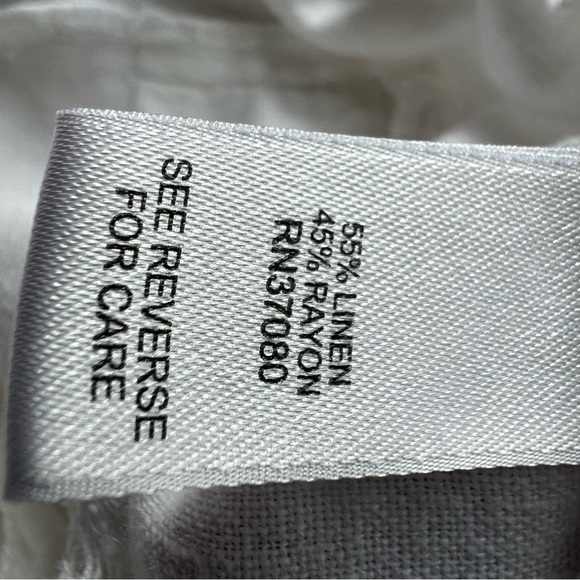 55% LINEN
45% RAYON
RN37080
SEE REVERSE
FOR CARE